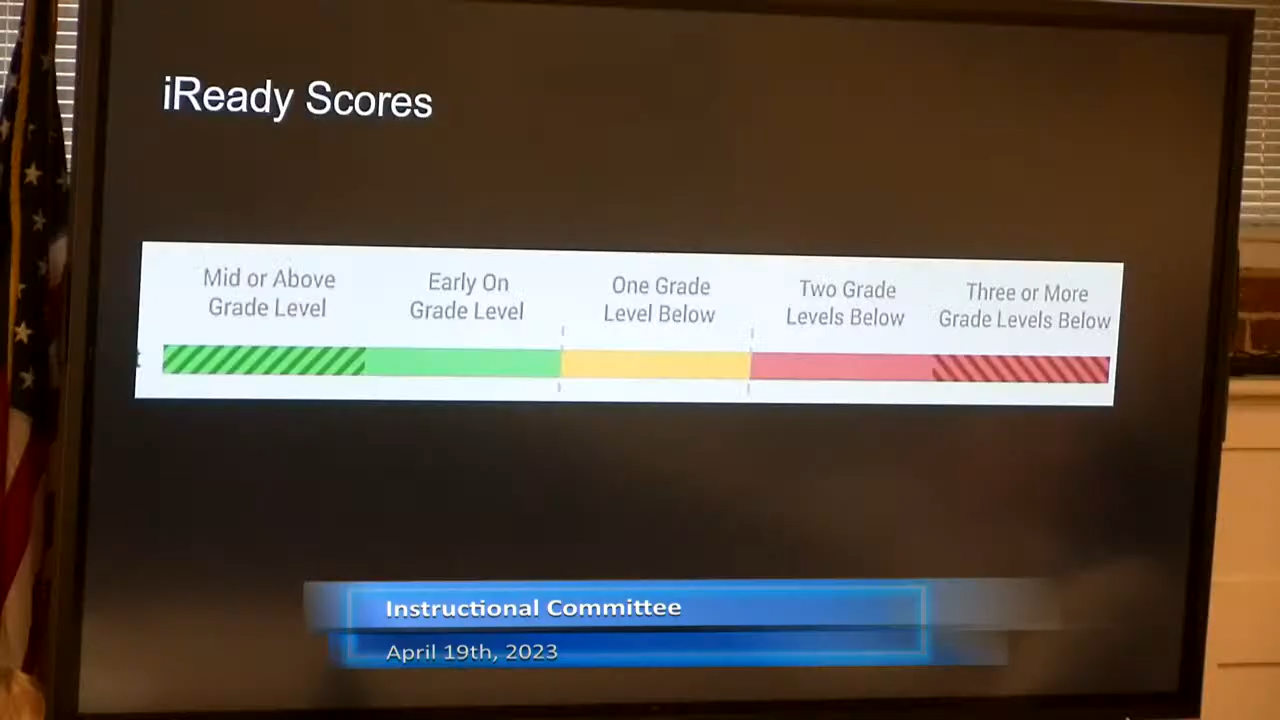 iReady Scores
Mid or Above
Grade Level
Early On
Grade Level
One Grade
Level Below
Two Grade
Levels Below
Three or More
Grade Levels Below
Instructional Committee
April 19th, 2023